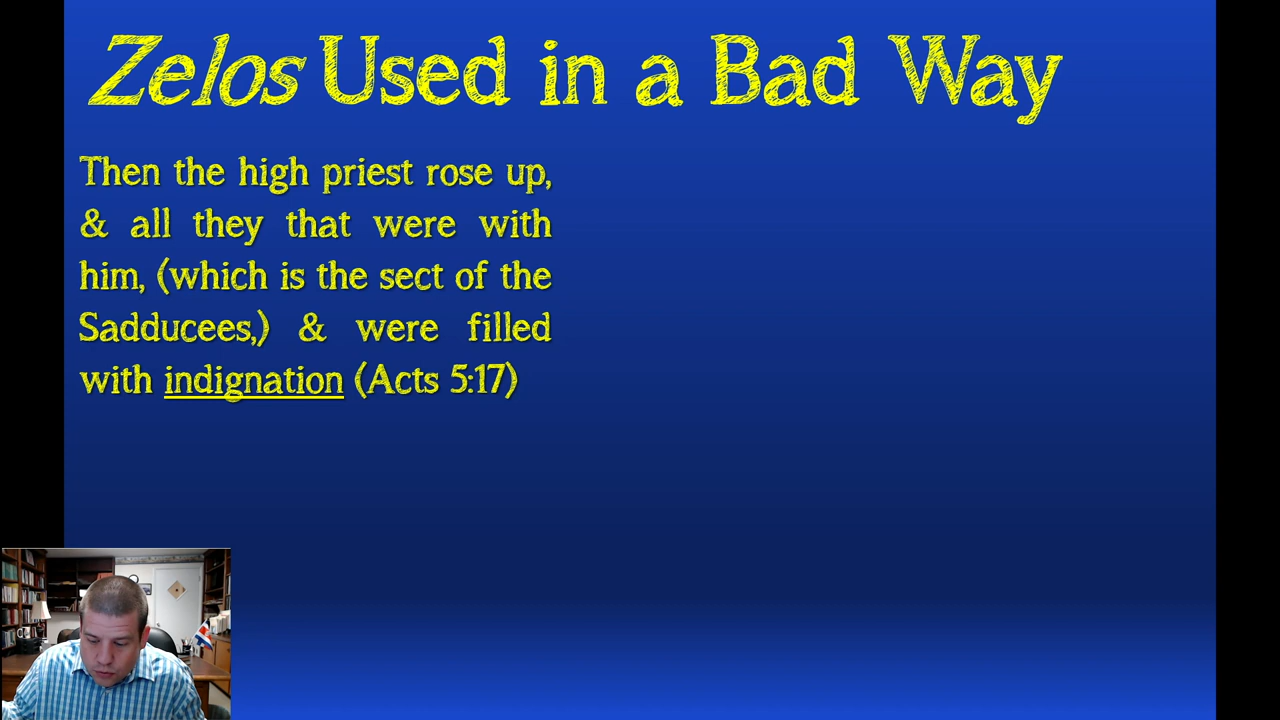 Zelos Used in a Bad Way
Then the high priest rose up,
& all they that were with
him, (which is the sect of the
Sadducees,) & were filled
with indignation (Acts 5:17)